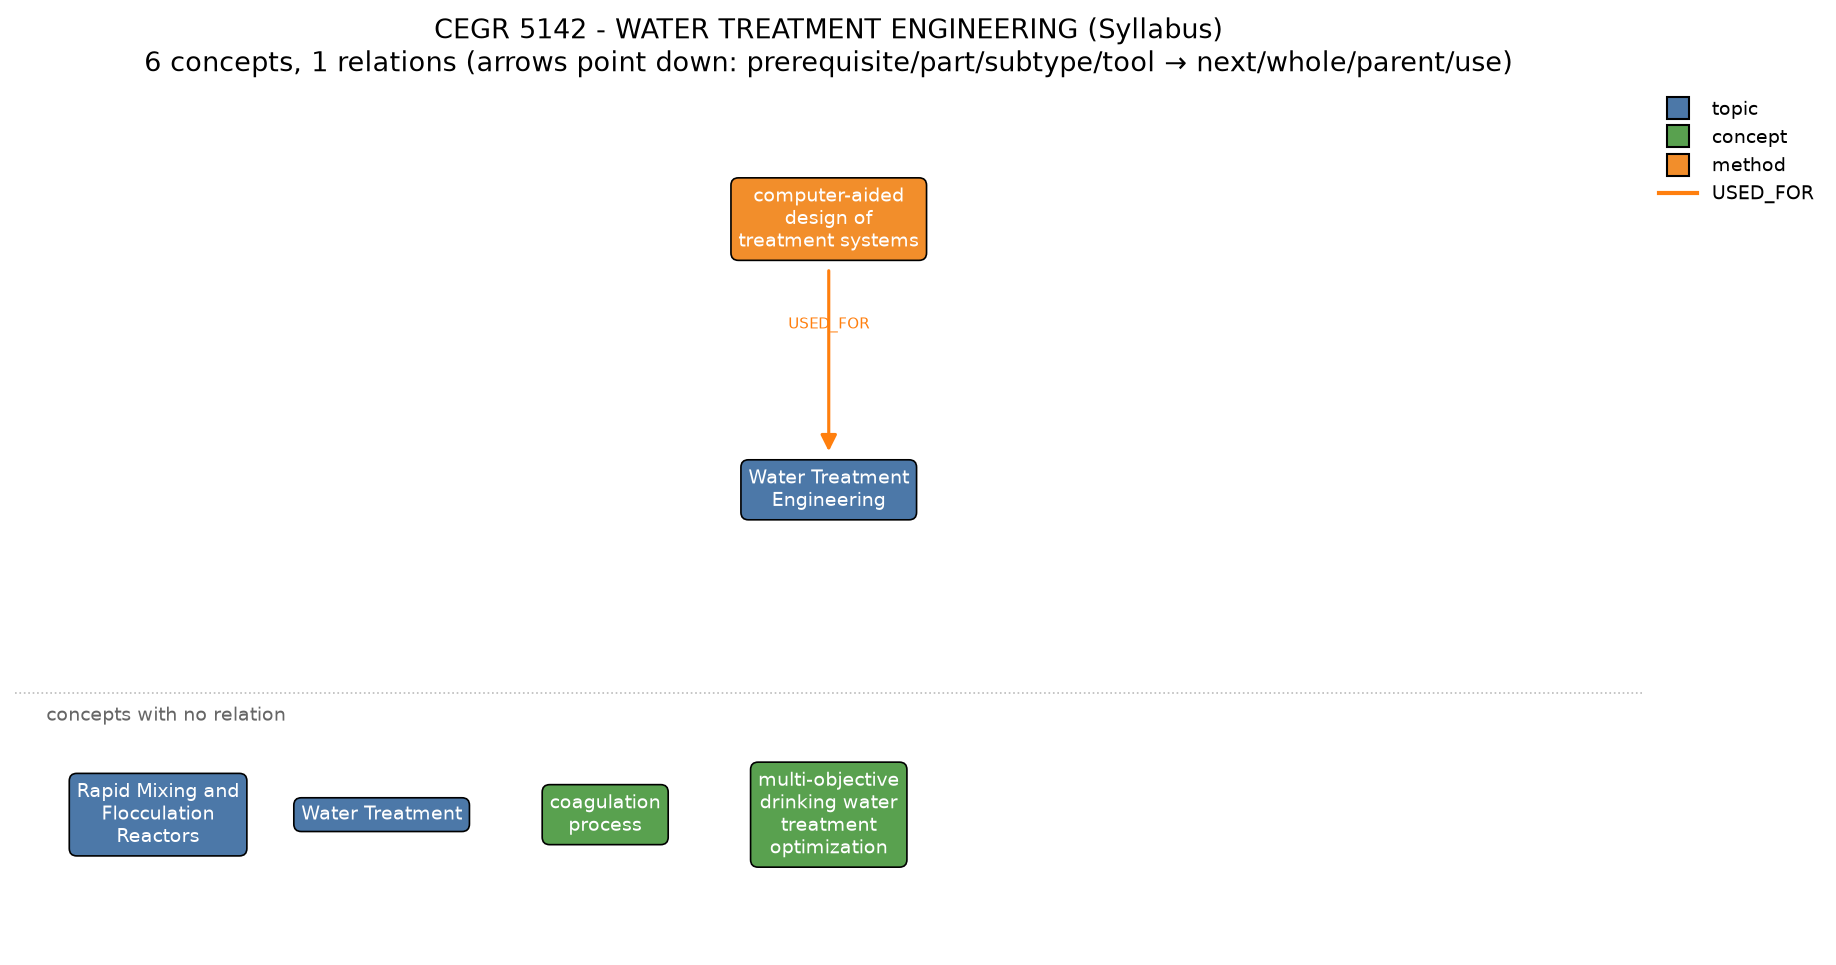 CEGR 5142 - WATER TREATMENT ENGINEERING (Syllabus)
6 concepts, 1 relations (arrows point down: prerequisite/part/subtype/tool → next/whole/parent/use)
topic
concept
method
USED_FOR
computer-aided
design of
treatment systems
USED_FOR
Water Treatment
Engineering
concepts with no relation
Rapid Mixing and
Flocculation
Reactors
Water Treatment
coagulation
process
multi-objective
drinking water
treatment
optimization